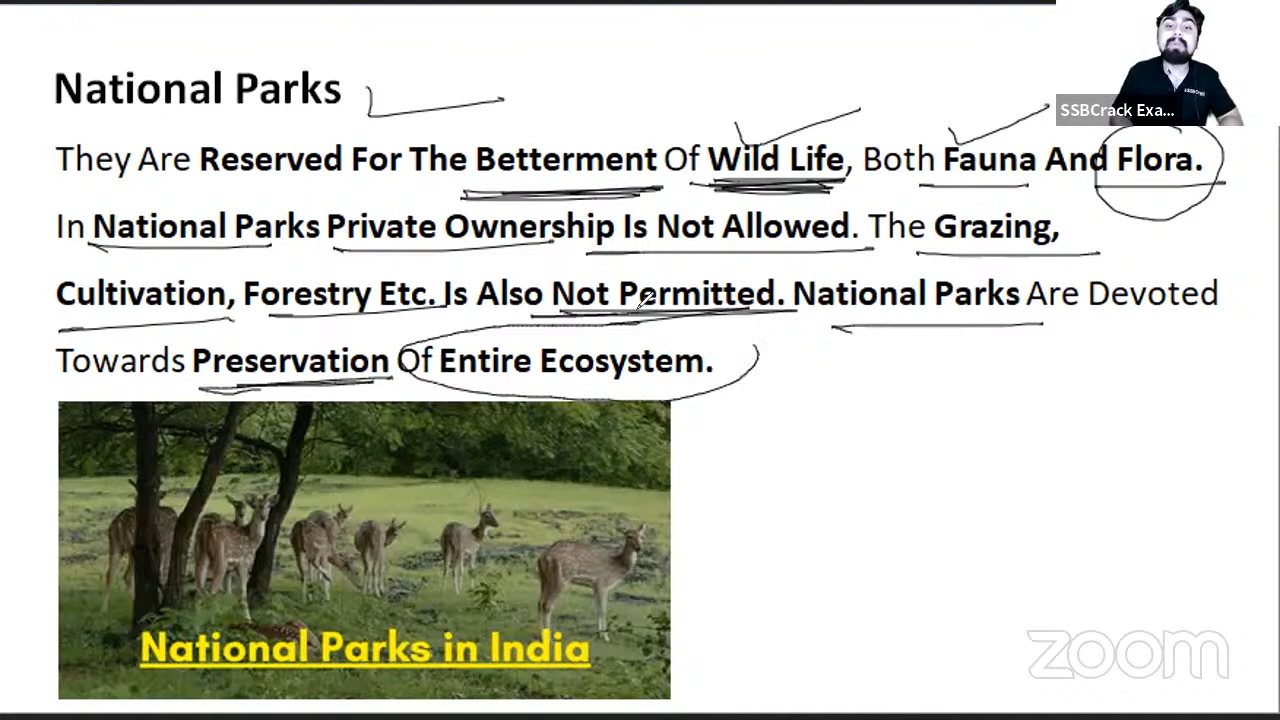 National Parks
SSBCrack Exa...
They Are Reserved For The Betterment Of Wild Life, Both Fauna And Flora.
In National Parks Private Ownership Is Not Allowed. The Grazing,
Cultivation, Forestry Etc. Is Also Not Permitted. National Parks Are Devoted
Towards Preservation Of Entire Ecosystem.
National Parks in India
zoom